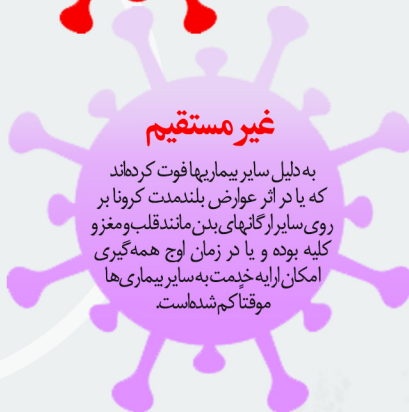 غیر مستقیم
به دلیل سایر بیماریها فوت کرده‌اند
که یا در اثر عوارض بلندمدت کرونا بر
روی سایر ارگانهای بدن مانند قلب و مغز و
کلیه بوده و یا در زمان اوج همه‌گیری
امکان ارایه خدمت به سایر بیماری‌ها
موقتاً کم شده‌است.